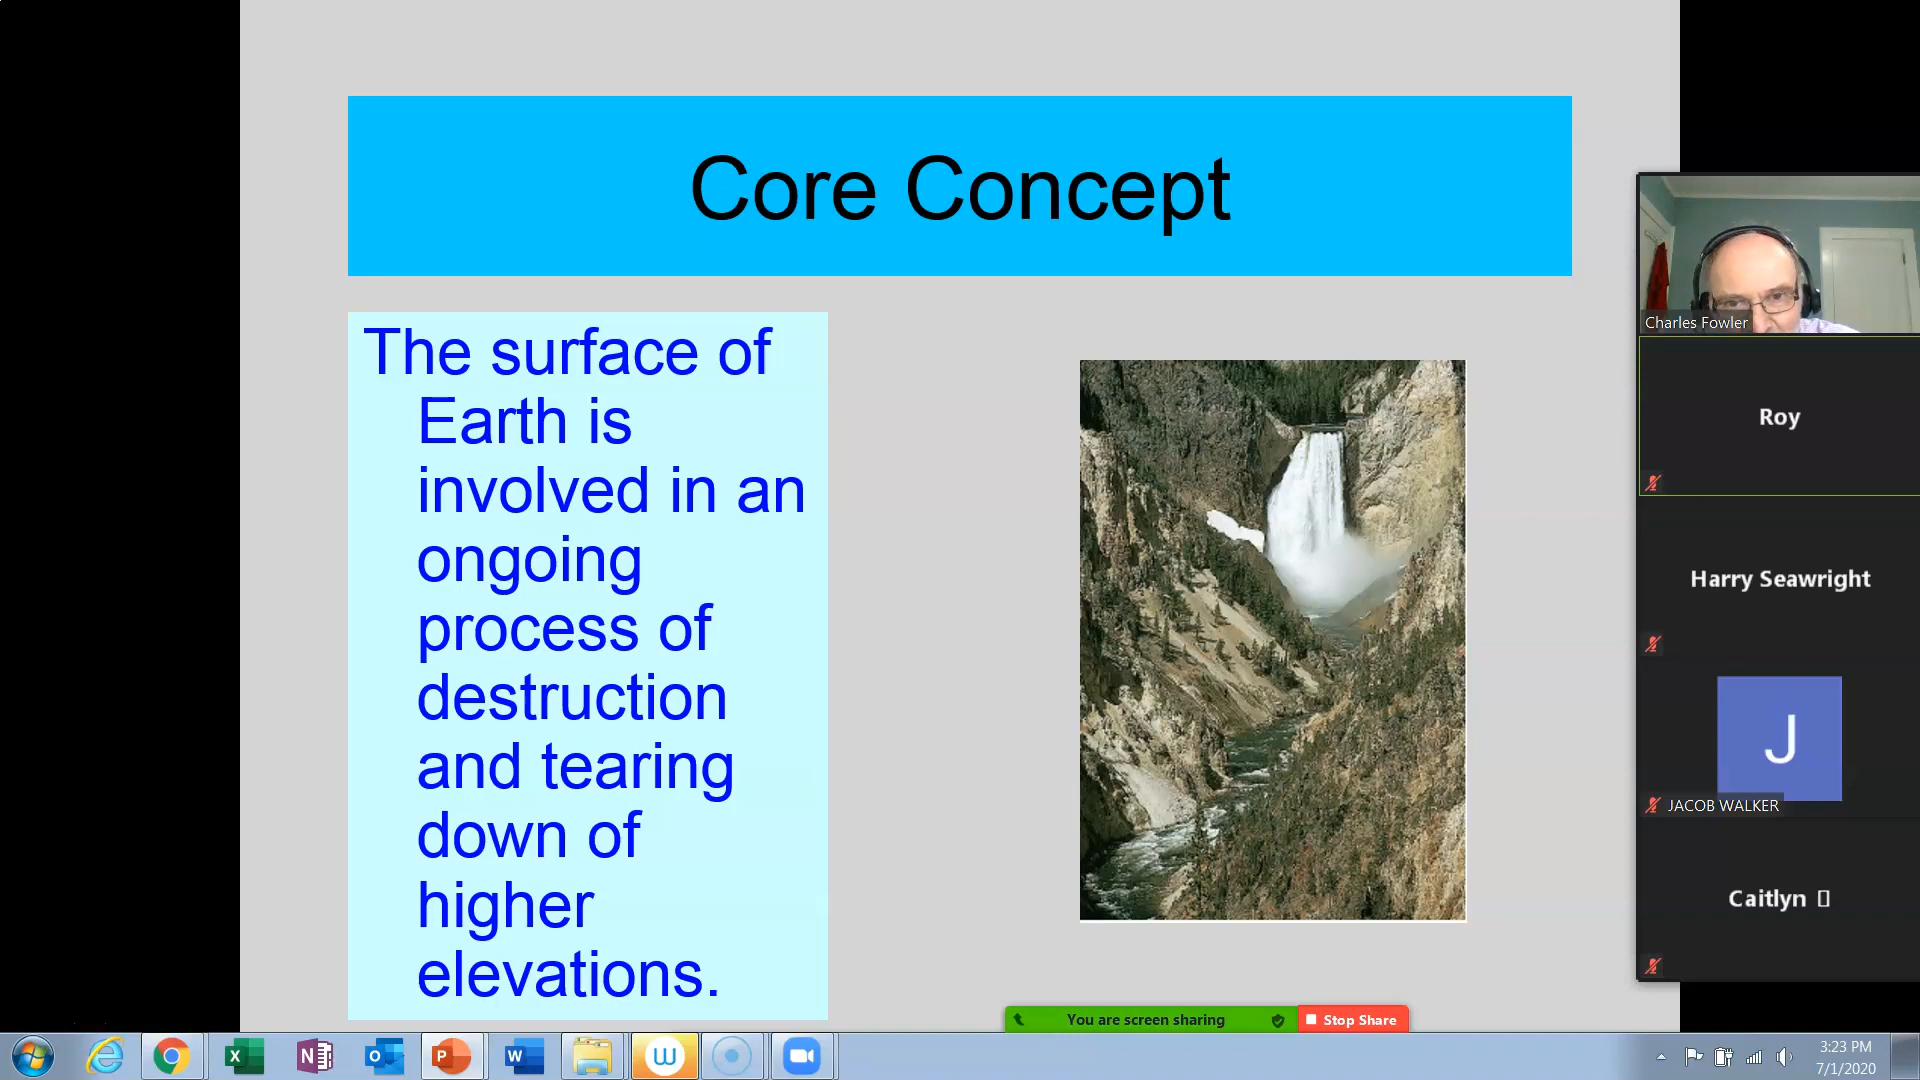 Core Concept
The surface of
Earth is
involved in an
ongoing
process of
destruction
and tearing
down of
higher
elevations.
Charles Fowler
Roy
Harry Seawright
J
JACOB WALKER
Caitlyn
You are screen sharing
Stop Share
3:23 PM
7/1/2020